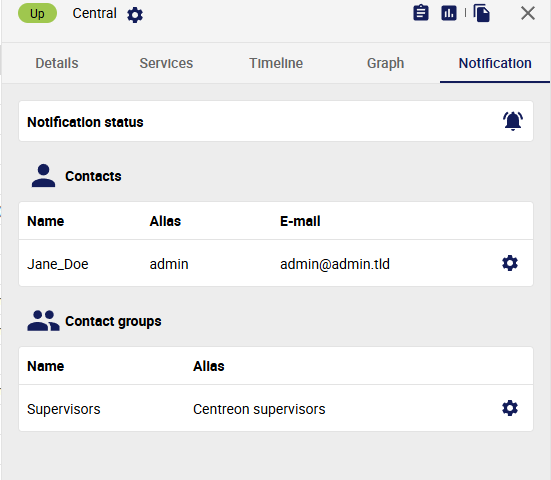 Up Central
Details Services Timeline Graph Notification
Notification status
Contacts
Name Alias E-mail
Jane_Doe admin admin@admin.tld
Contact groups
Name Alias
Supervisors Centreon supervisors